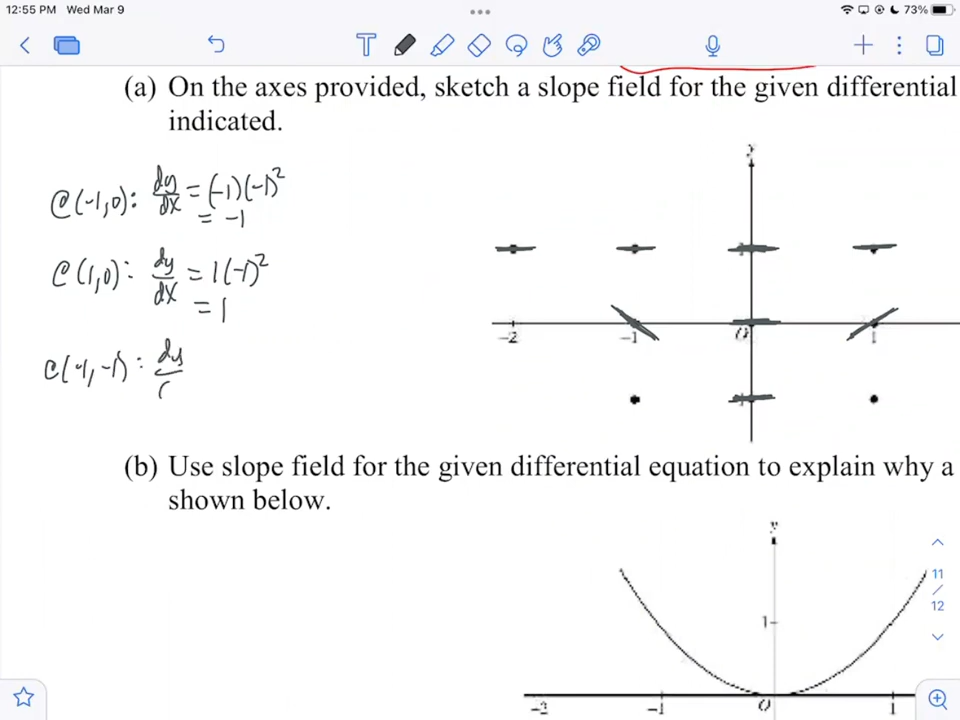 12:55 PM Wed Mar 9
73%
(a) On the axes provided, sketch a slope field for the given differential
indicated.
@(-1,0): dy/dx = (-1)(-1)²
= -1
@(1,0): dy/dx = 1(-1)²
= 1
@(-1,-1): dy
y
-2 -1 O 1
(b) Use slope field for the given differential equation to explain why a
shown below.
y
1
-2 -1 O 1
11
/
12